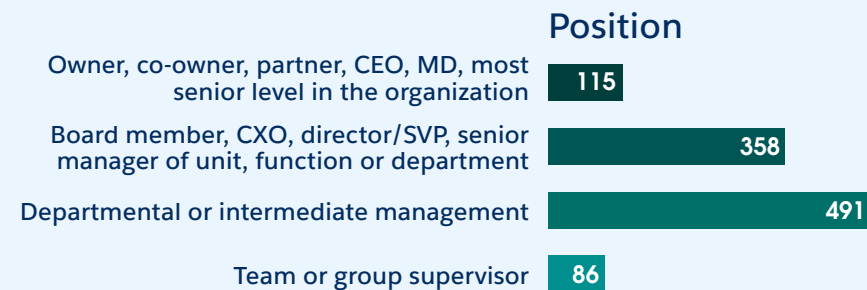 Position
Owner, co-owner, partner, CEO, MD, most
senior level in the organization
115
Board member, CXO, director/SVP, senior
manager of unit, function or department
358
Departmental or intermediate management
491
Team or group supervisor
86